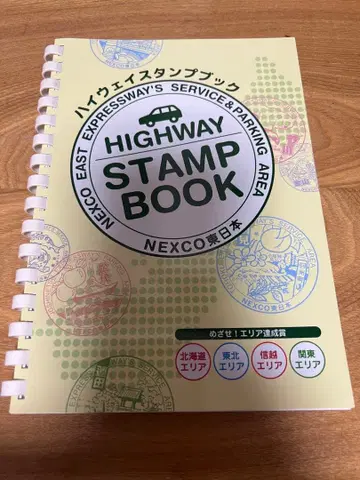 ハイウェイスタンプブック
NEXCO EAST EXPRESSWAY'S SERVICE&PARKING AREA
HIGHWAY
STAMP
BOOK
NEXCO東日本
めざせ!エリア達成賞
北海道
エリア
東北
エリア
信越
エリア
関東
エリア